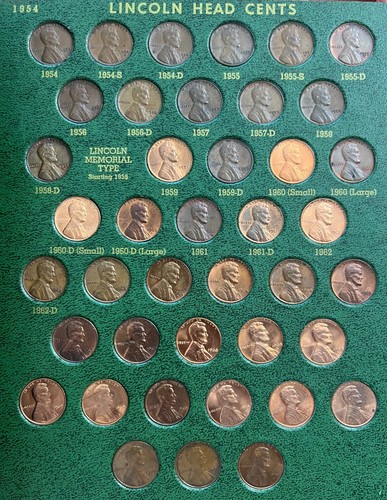 1954 LINCOLN HEAD CENTS
1954 1954-S 1954-D 1955 1955-S 1955-D
1956 1956-D 1957 1957-D 1958
1958-D LINCOLN MEMORIAL TYPE Starting 1959 1959 1959-D 1960 (Small) 1960 (Large)
1960-D (Small) 1960-D (Large) 1961 1961-D 1962
1962-D